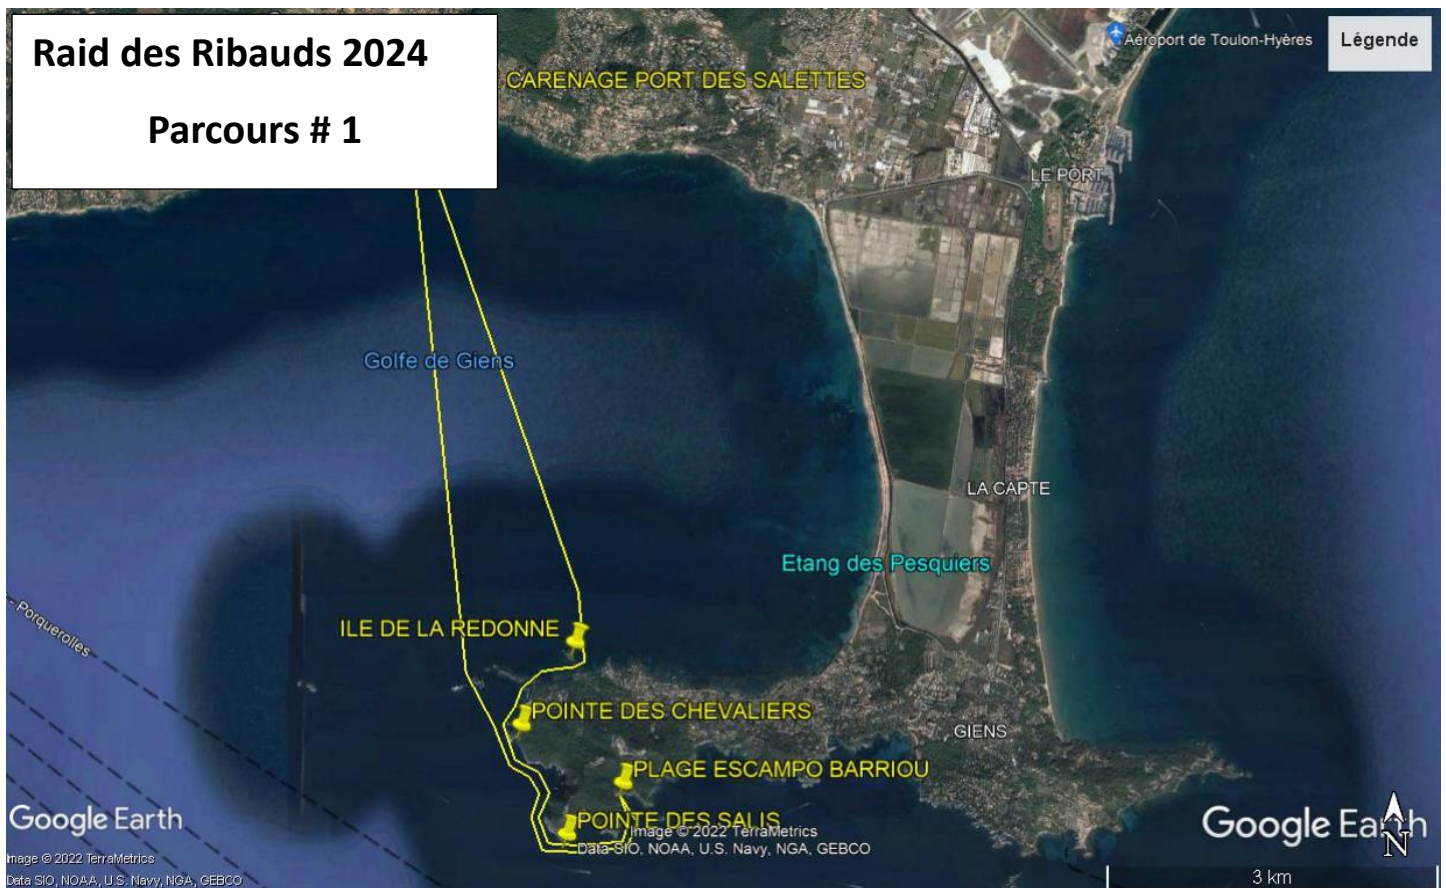 Raid des Ribauds 2024
Parcours # 1
CARENAGE PORT DES SALETTES
Aéroport de Toulon-Hyères
Légende
LE PORT
Golfe de Giens
LA CAPTE
Etang des Pesquiers
- Porquerolles
ILE DE LA REDONNE
POINTE DES CHEVALIERS
GIENS
PLAGE ESCAMPO BARRIOU
POINTE DES SALIS
Image © 2022 TerraMetrics
Data SIO, NOAA, U.S. Navy, NGA, GEBCO
Google Earth
Image © 2022 TerraMetrics
Data SIO, NOAA, U.S. Navy, NGA, GEBCO
Google Earth
N
3 km